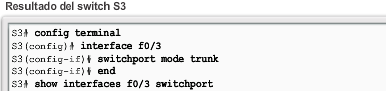 Resultado del switch S3
S3# config terminal
S3(config)# interface f0/3
S3(config-if)# switchport mode trunk
S3(config-if)# end
S3# show interfaces f0/3 switchport